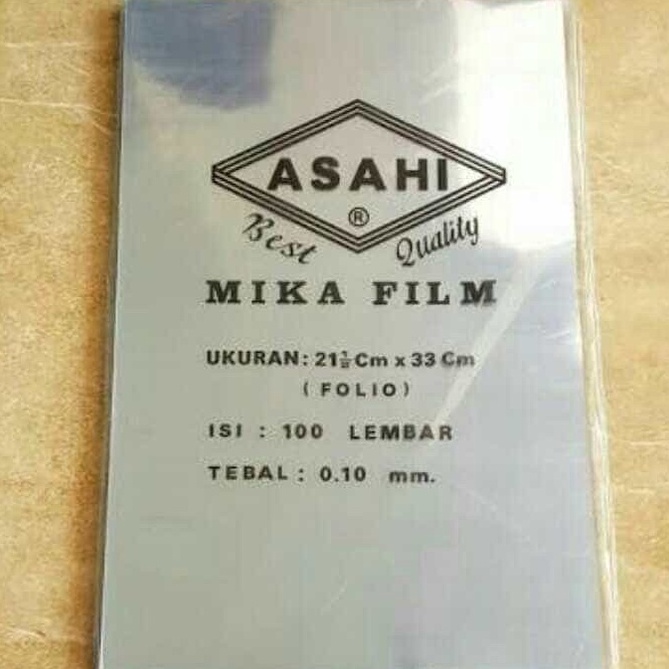 ASAHI
®
Best Quality
MIKA FILM
UKURAN: 21½ Cm x 33 Cm
( FOLIO )
ISI : 100 LEMBAR
TEBAL : 0.10 mm.